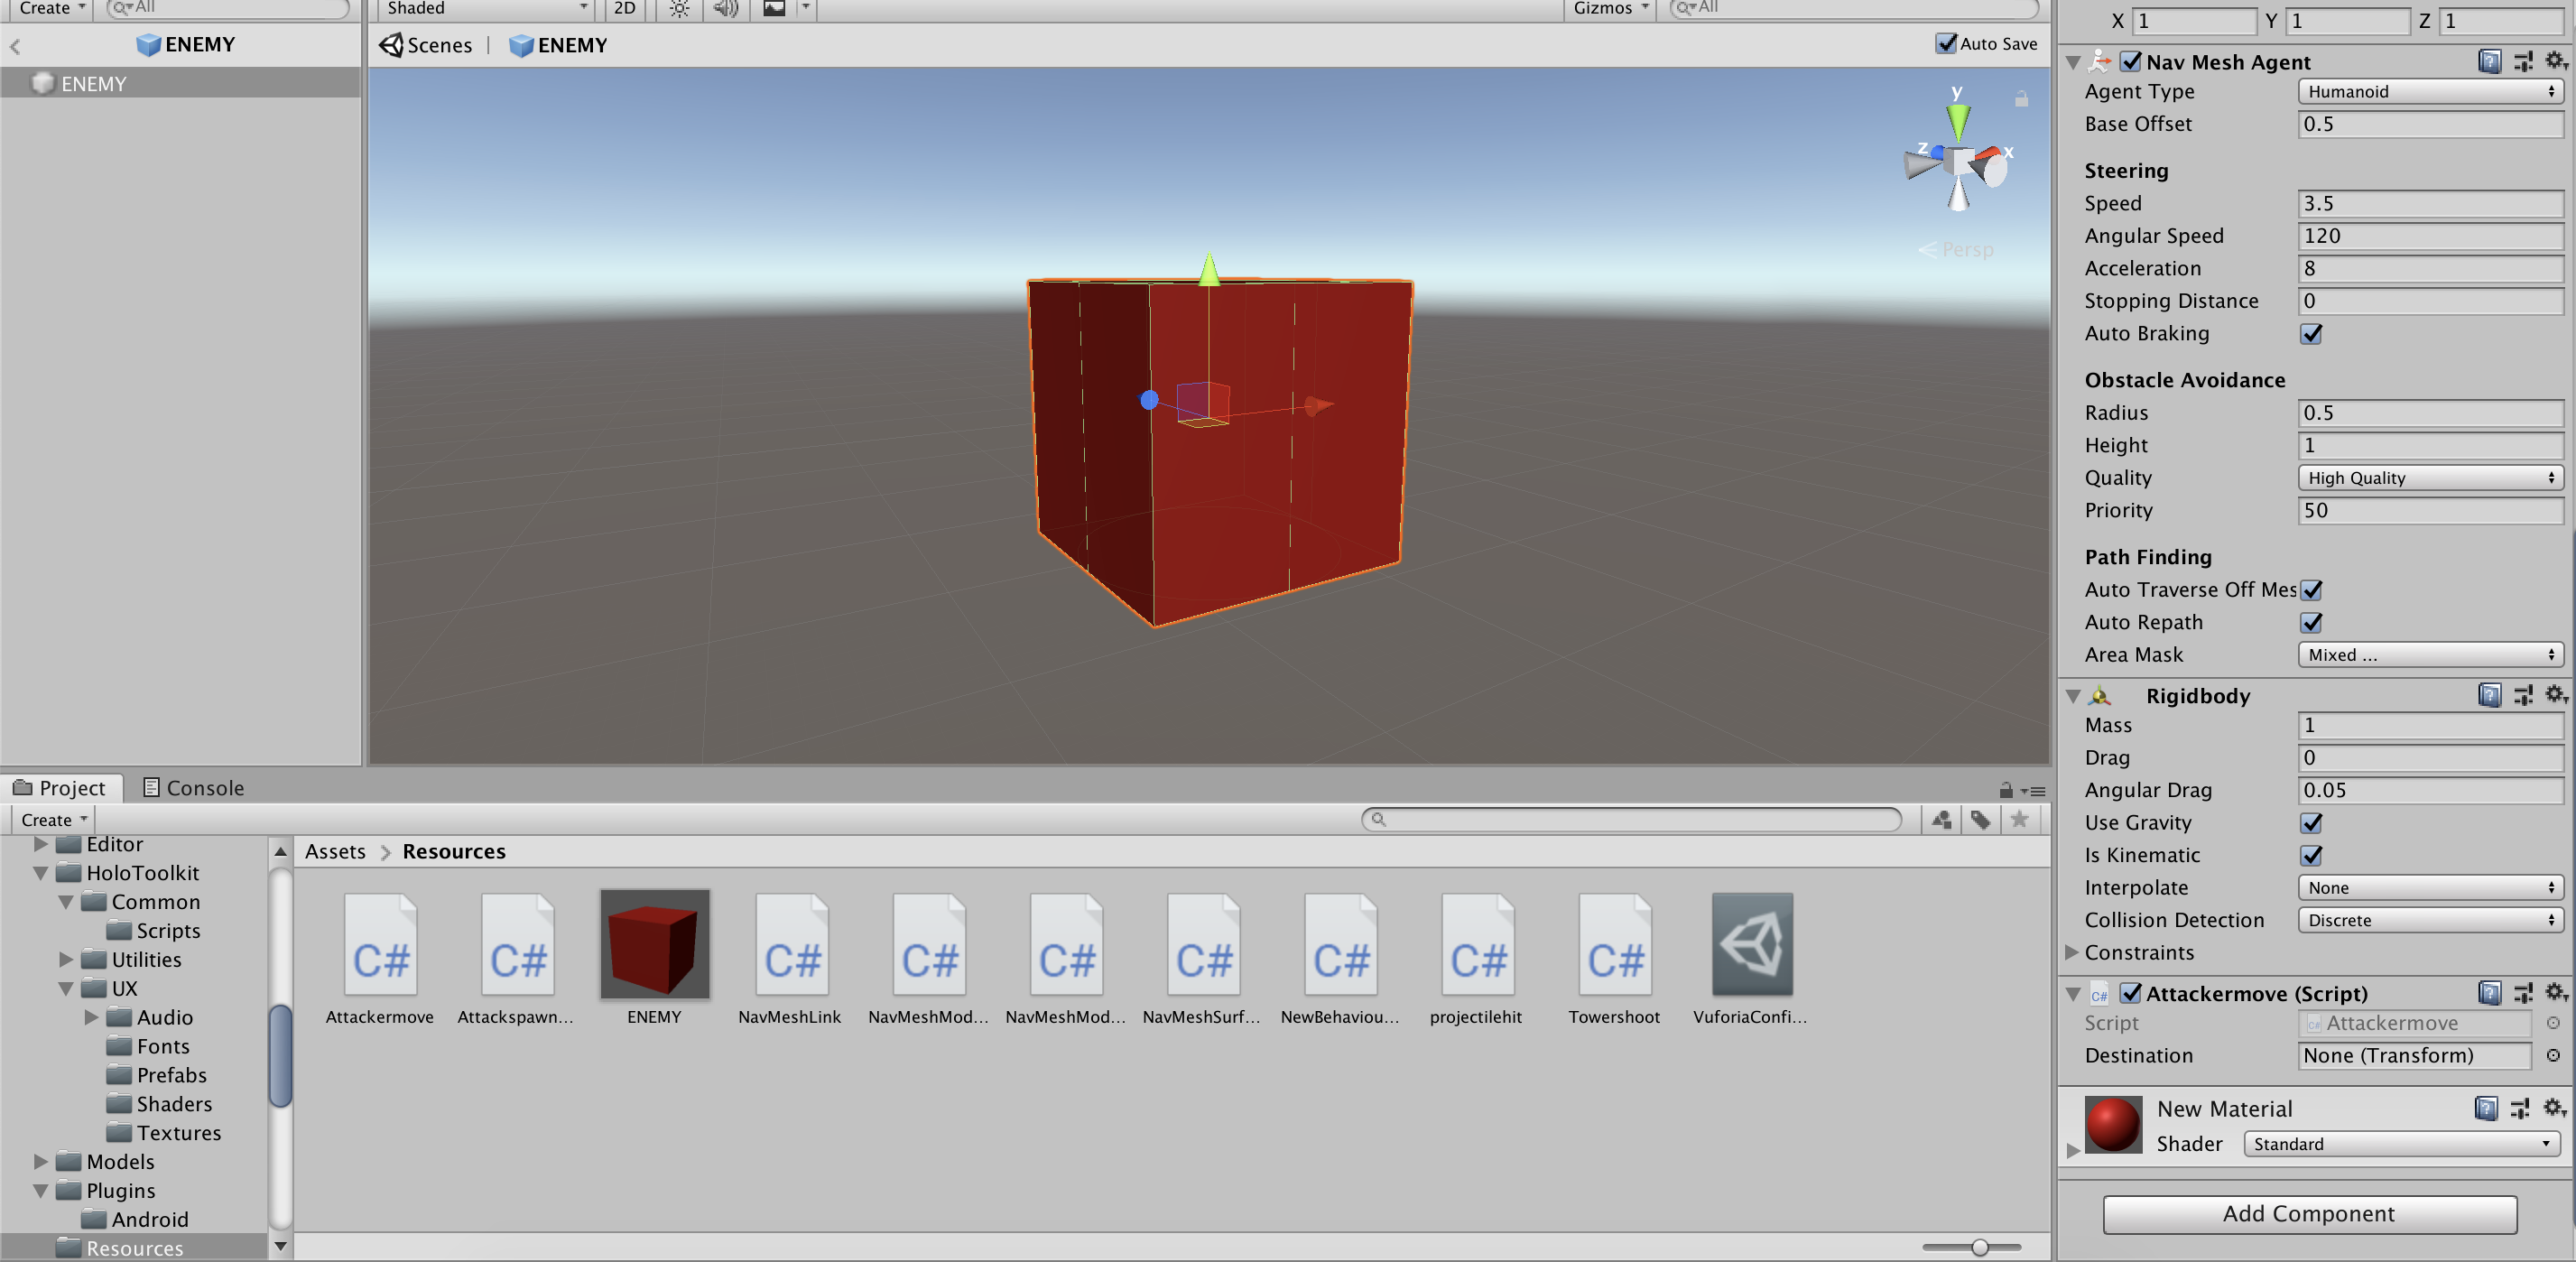 Create
All
Shaded
2D
Gizmos
All
ENEMY
Scenes | ENEMY
Auto Save
ENEMY
y
z
x
Persp
X 1 Y 1 Z 1
Nav Mesh Agent
Agent Type Humanoid
Base Offset 0.5
Steering
Speed 3.5
Angular Speed 120
Acceleration 8
Stopping Distance 0
Auto Braking
Obstacle Avoidance
Radius 0.5
Height 1
Quality High Quality
Priority 50
Path Finding
Auto Traverse Off Mes
Auto Repath
Area Mask Mixed ...
Rigidbody
Mass 1
Drag 0
Angular Drag 0.05
Use Gravity
Is Kinematic
Interpolate None
Collision Detection Discrete
Constraints
C# Attackermove (Script)
Script C# Attackermove
Destination None (Transform)
New Material
Shader Standard
Add Component
Project
Console
Create
Editor
HoloToolkit
Common
Scripts
Utilities
UX
Audio
Fonts
Prefabs
Shaders
Textures
Models
Plugins
Android
Resources
Assets > Resources
C# C# C# C# C# C# C# C# C#
Attackermove Attackspawn... ENEMY NavMeshLink NavMeshMod... NavMeshMod... NavMeshSurf... NewBehaviou... projectilehit Towershoot VuforiaConfi...